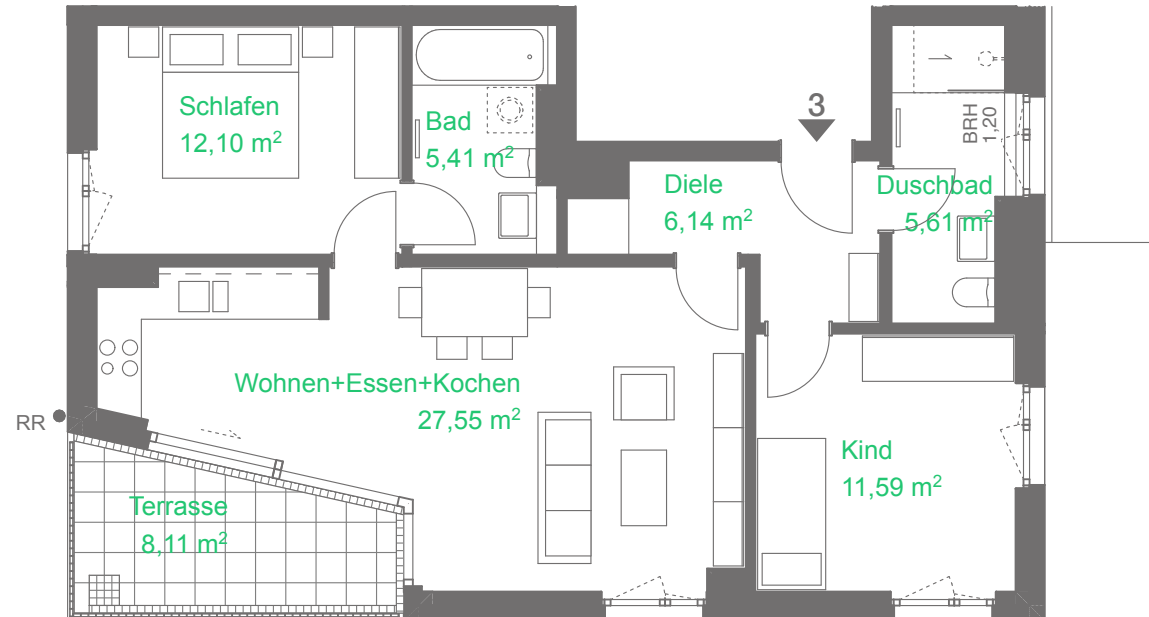 Schlafen
12,10 m²
Bad
5,41 m²
3
BRH
1,20
Diele
6,14 m²
Duschbad
5,61 m²
Wohnen+Essen+Kochen
27,55 m²
RR
Kind
11,59 m²
Terrasse
8,11 m²